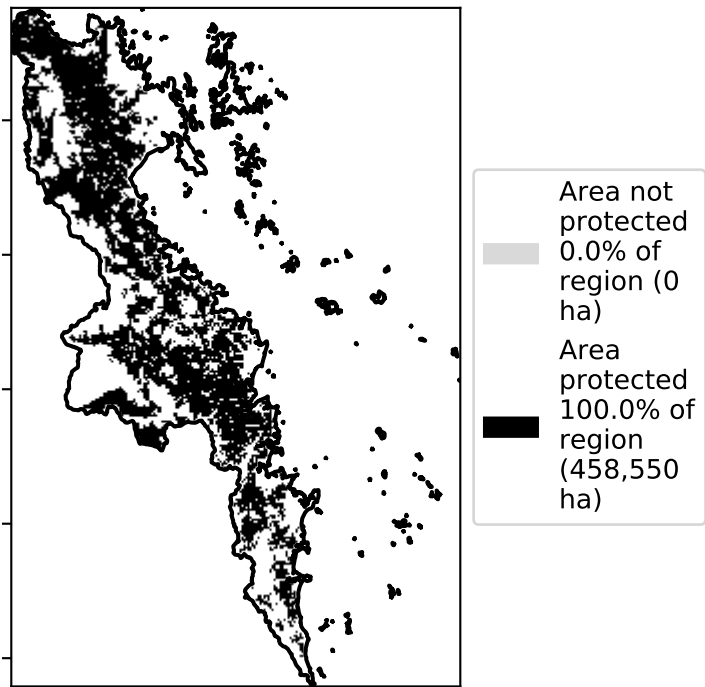 Area not
protected
0.0% of
region (0
ha)
Area
protected
100.0% of
region
(458,550
ha)